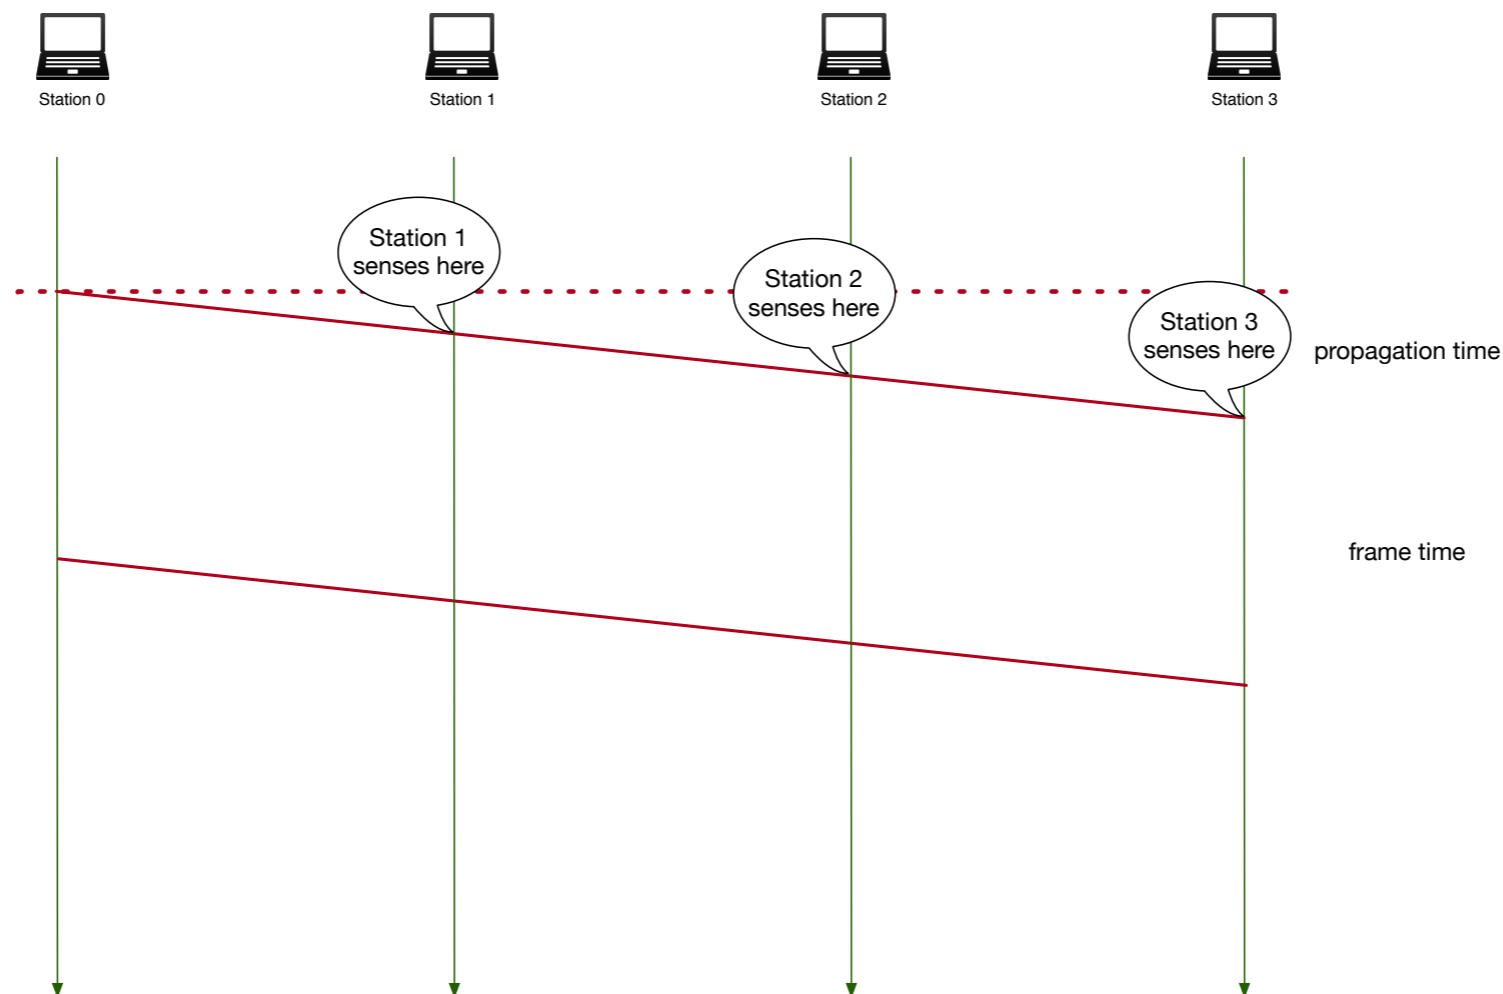 Station 0
Station 1
Station 2
Station 3
Station 1
senses here
Station 2
senses here
Station 3
senses here
propagation time
frame time